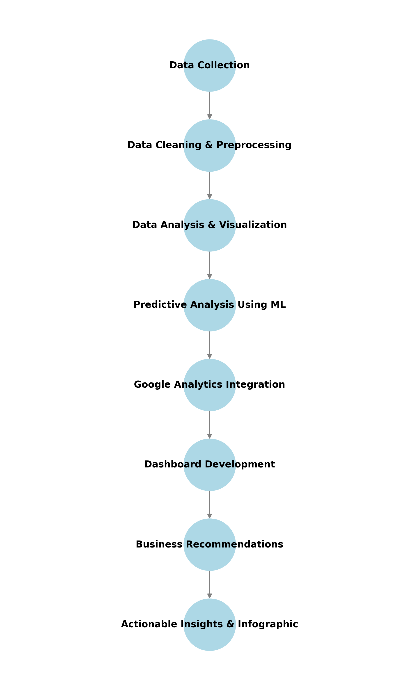 Data Collection
Data Cleaning & Preprocessing
Data Analysis & Visualization
Predictive Analysis Using ML
Google Analytics Integration
Dashboard Development
Business Recommendations
Actionable Insights & Infographic